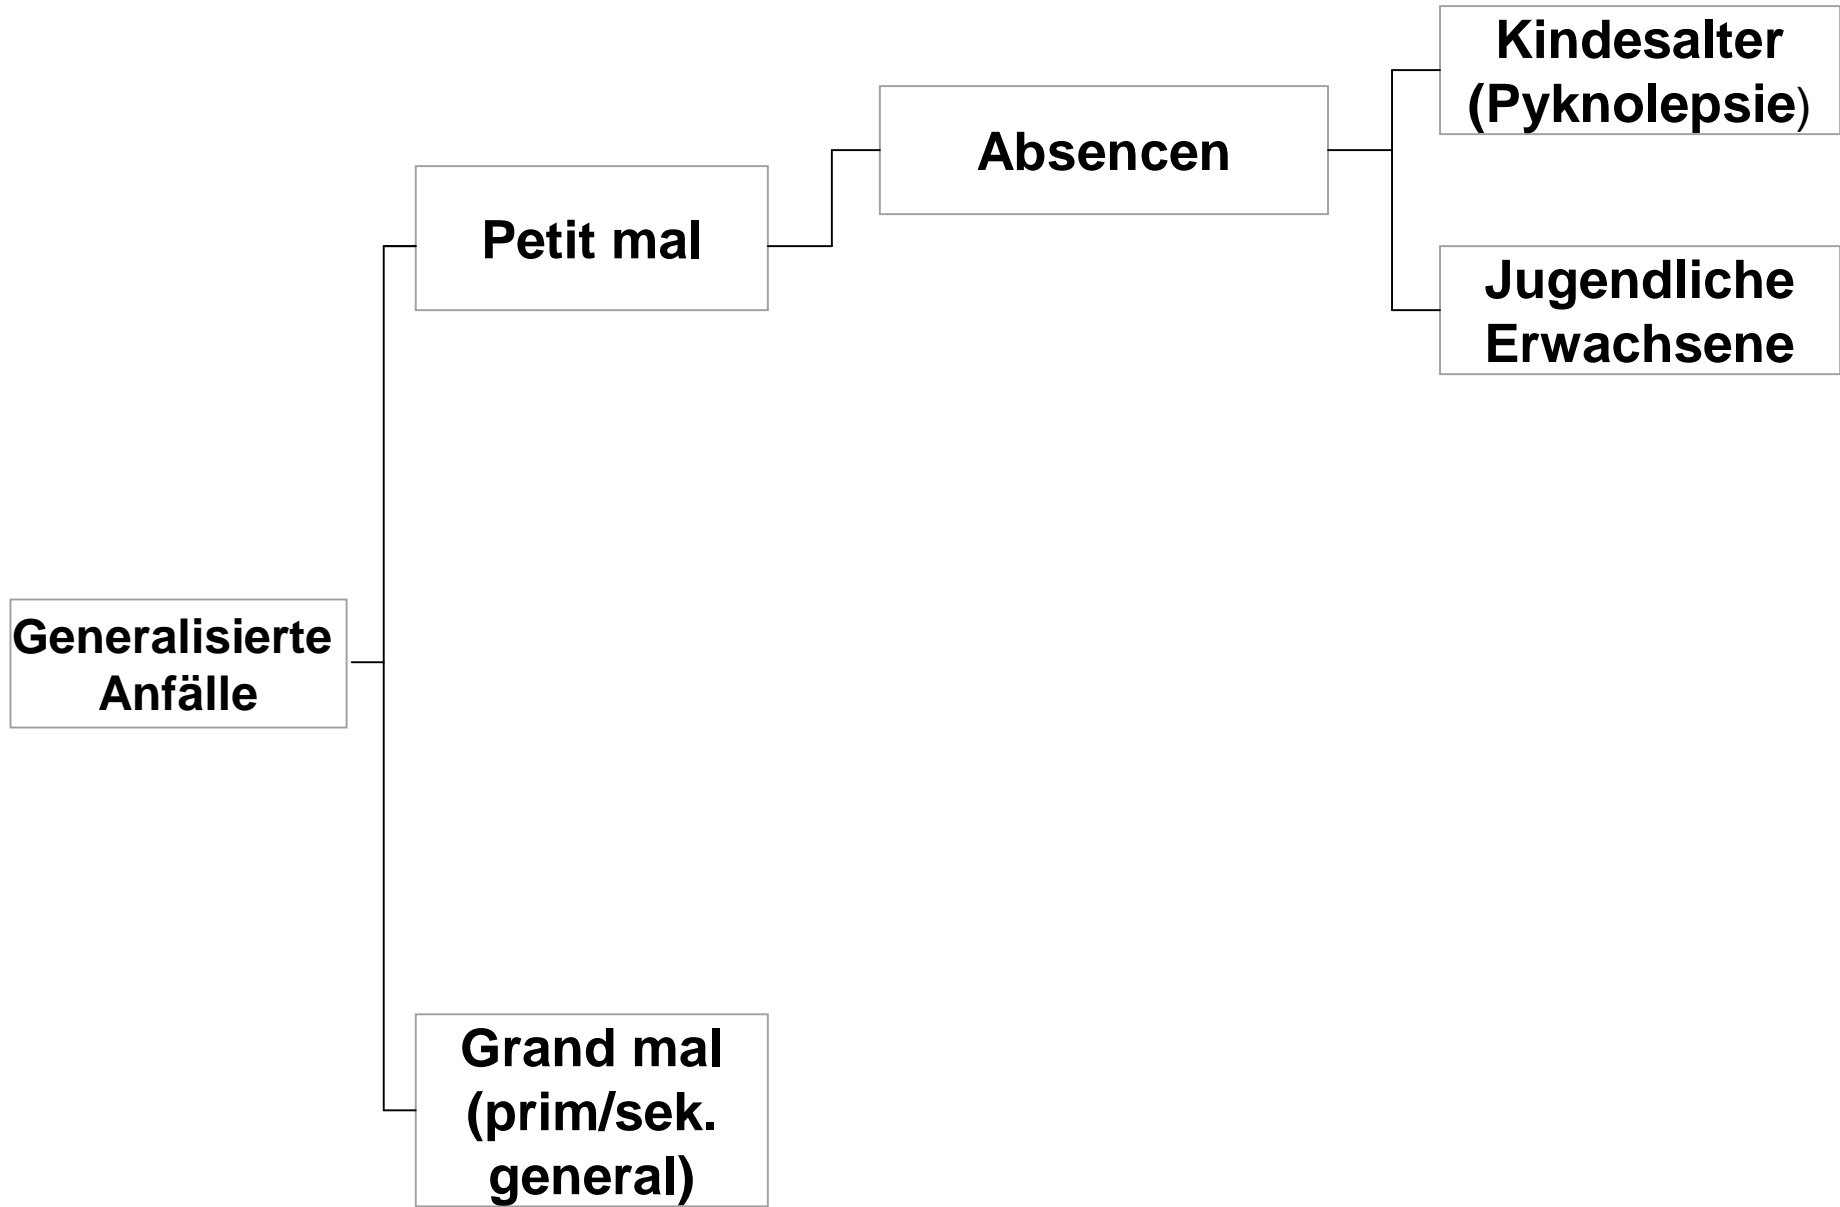 Kindesalter
(Pyknolepsie)
Absencen
Petit mal
Jugendliche
Erwachsene
Generalisierte
Anfälle
Grand mal
(prim/sek.
general)